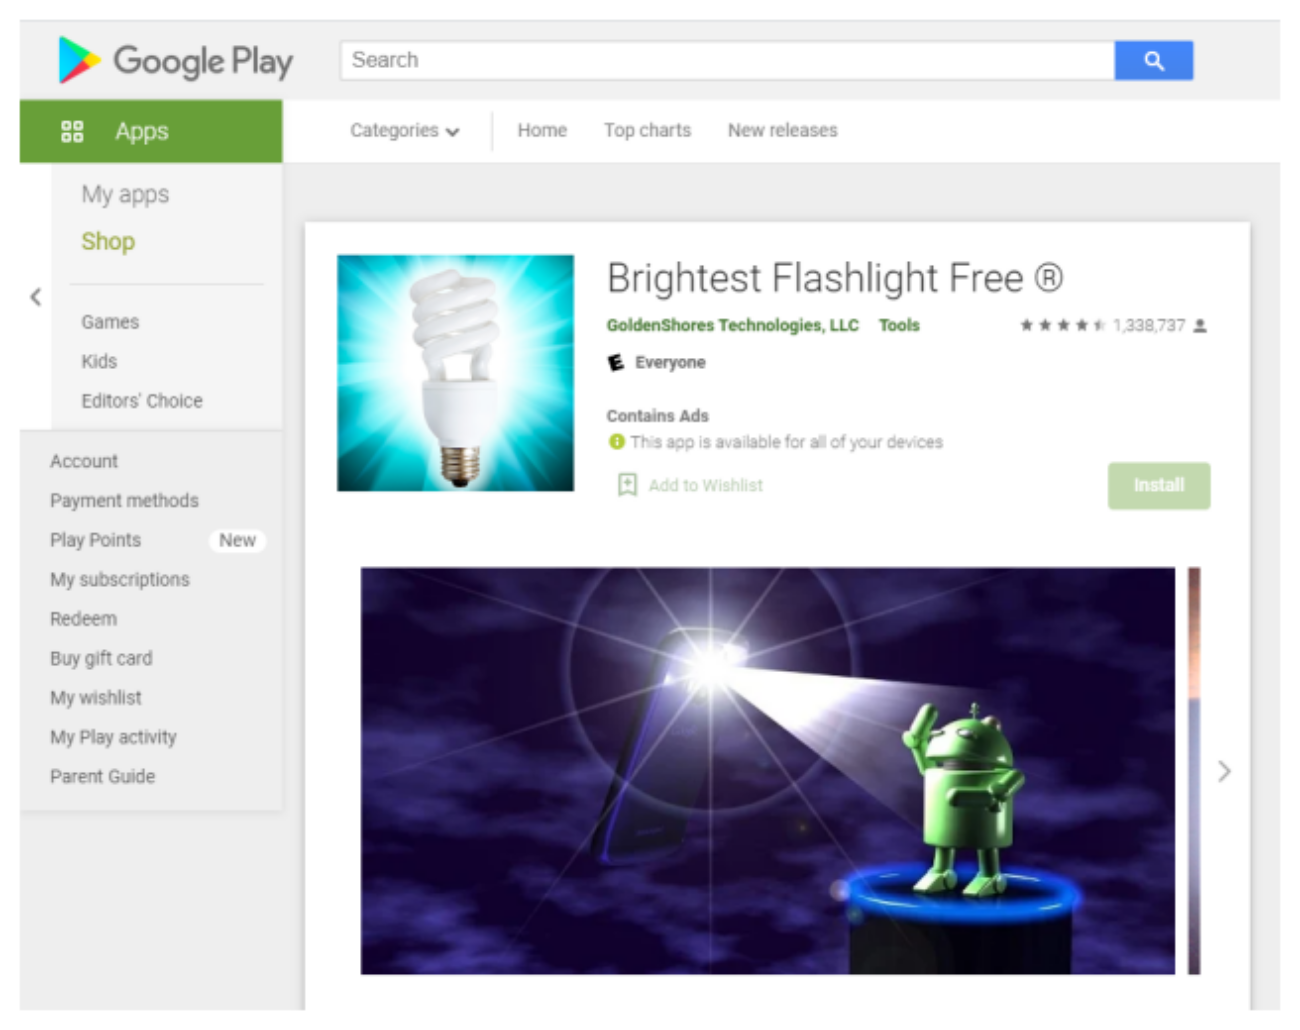 Google Play
Search
Apps
Categories
Home
Top charts
New releases
My apps
Shop
Games
Kids
Editors' Choice
Account
Payment methods
Play Points New
My subscriptions
Redeem
Buy gift card
My wishlist
My Play activity
Parent Guide
Brightest Flashlight Free ®
GoldenShores Technologies, LLC Tools 1,338,737
E Everyone
Contains Ads
This app is available for all of your devices
Add to Wishlist
Install